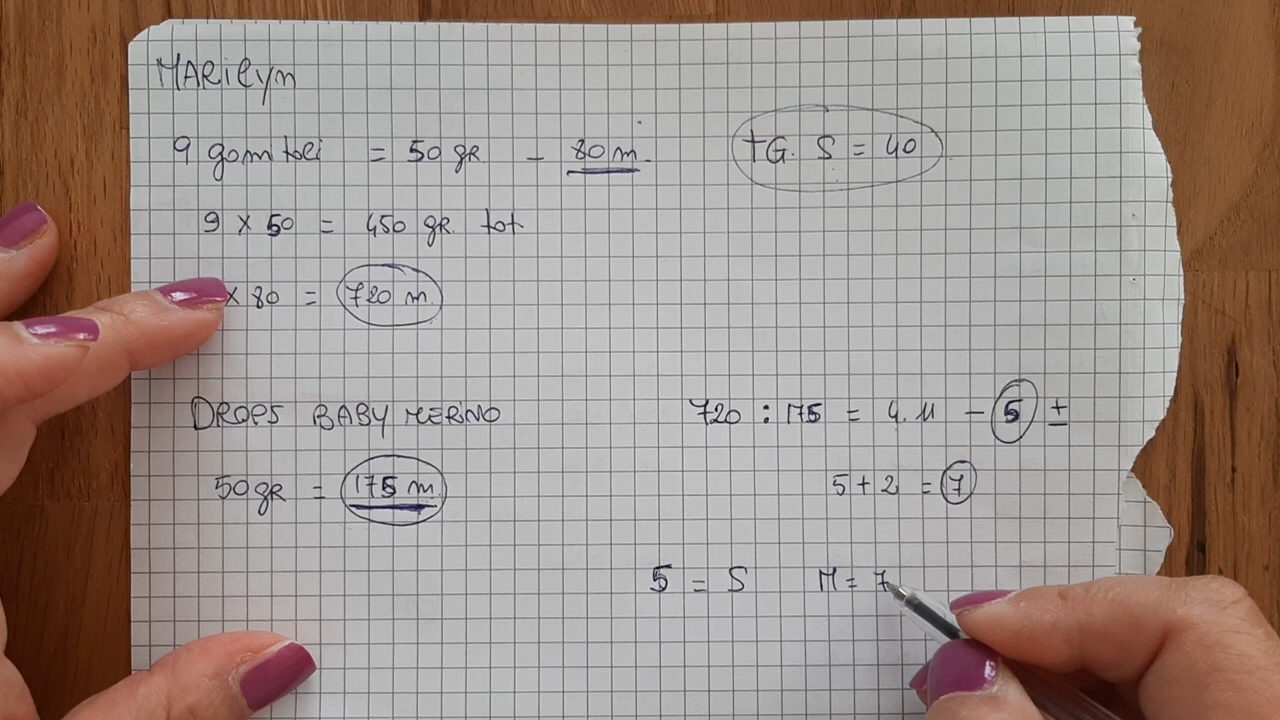 MARilyn
9 gomitoli = 50 gr - 80 m.
TG. S = 40
9 x 50 = 450 gr. tot
x 80 = 720 m.
DROPS BABY MERINO
720 : 175 = 4.11 - 5 ±
50 gr = 175 m.
5 + 2 = 7
5 = S M = 7